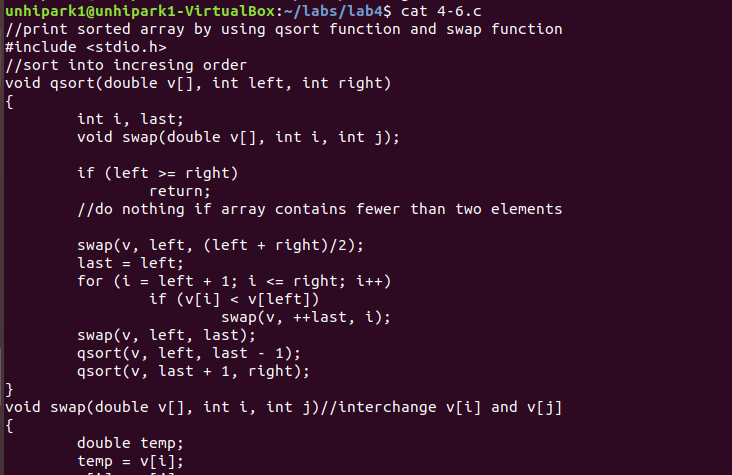 unhipark1@unhipark1-VirtualBox:~/labs/lab4$ cat 4-6.c
//print sorted array by using qsort function and swap function
#include <stdio.h>
//sort into incresing order
void qsort(double v[], int left, int right)
{
        int i, last;
        void swap(double v[], int i, int j);

        if (left >= right)
                return;
        //do nothing if array contains fewer than two elements

        swap(v, left, (left + right)/2);
        last = left;
        for (i = left + 1; i <= right; i++)
                if (v[i] < v[left])
                        swap(v, ++last, i);
        swap(v, left, last);
        qsort(v, left, last - 1);
        qsort(v, last + 1, right);
}
void swap(double v[], int i, int j)//interchange v[i] and v[j]
{
        double temp;
        temp = v[i];